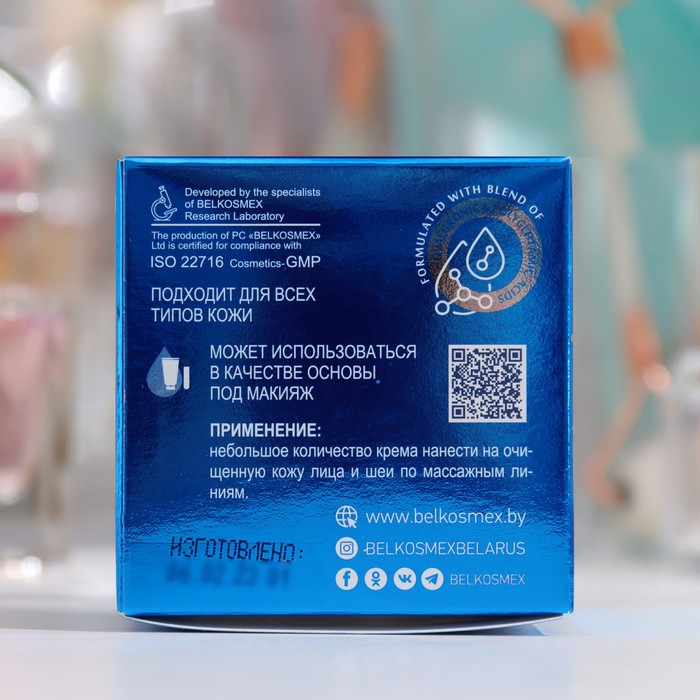 Developed by the specialists
of BELKOSMEX
Research Laboratory
The production of PC «BELKOSMEX»
Ltd is certified for compliance with
ISO 22716 Cosmetics-GMP
FORMULATED WITH BLEND OF
ACIDS
ПОДХОДИТ ДЛЯ ВСЕХ
ТИПОВ КОЖИ
МОЖЕТ ИСПОЛЬЗОВАТЬСЯ
В КАЧЕСТВЕ ОСНОВЫ
ПОД МАКИЯЖ
ПРИМЕНЕНИЕ:
небольшое количество крема нанести на очи-
щенную кожу лица и шеи по массажным ли-
ниям.
www.belkosmex.by
BELKOSMEXBELARUS
BELKOSMEX
ИЗГОТОВЛЕНО: